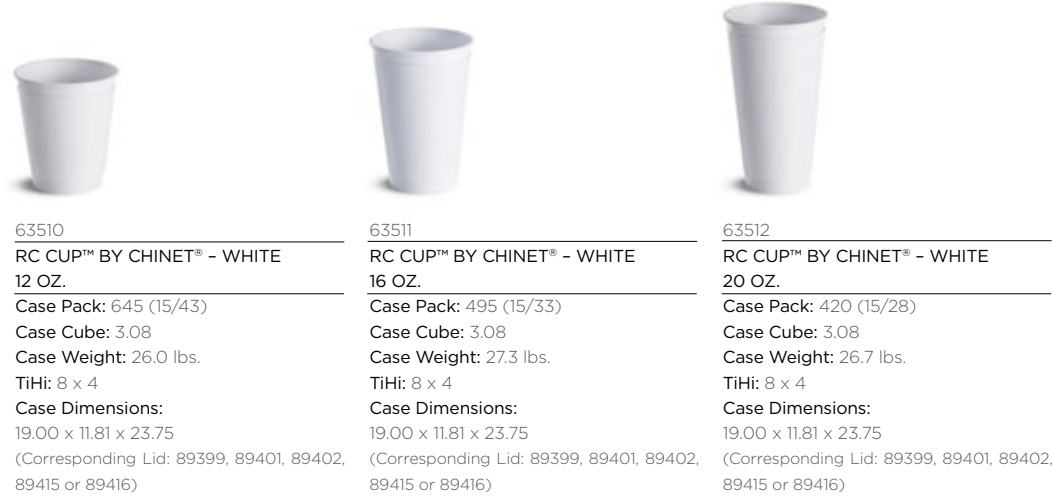 63510
RC CUP™ BY CHINET® – WHITE
12 OZ.
Case Pack: 645 (15/43)
Case Cube: 3.08
Case Weight: 26.0 lbs.
TiHi: 8 x 4
Case Dimensions:
19.00 x 11.81 x 23.75
(Corresponding Lid: 89399, 89401, 89402,
89415 or 89416)
63511
RC CUP™ BY CHINET® – WHITE
16 OZ.
Case Pack: 495 (15/33)
Case Cube: 3.08
Case Weight: 27.3 lbs.
TiHi: 8 x 4
Case Dimensions:
19.00 x 11.81 x 23.75
(Corresponding Lid: 89399, 89401, 89402,
89415 or 89416)
63512
RC CUP™ BY CHINET® – WHITE
20 OZ.
Case Pack: 420 (15/28)
Case Cube: 3.08
Case Weight: 26.7 lbs.
TiHi: 8 x 4
Case Dimensions:
19.00 x 11.81 x 23.75
(Corresponding Lid: 89399, 89401, 89402,
89415 or 89416)